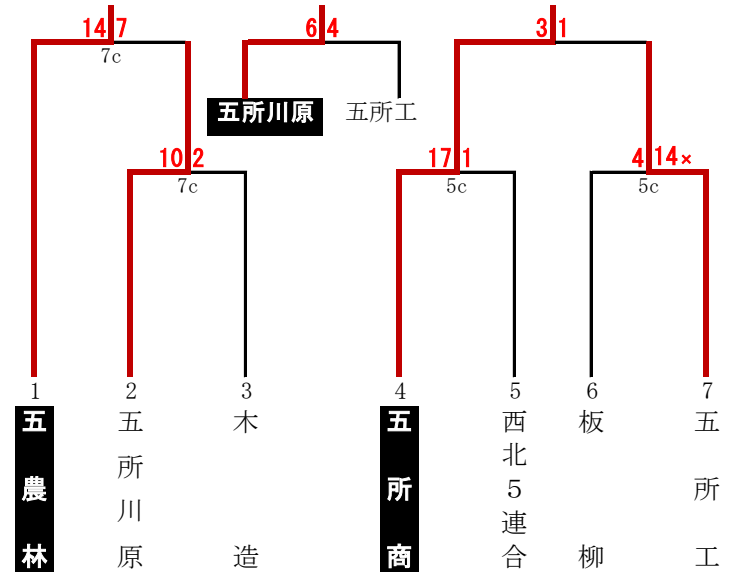 14 7
7c
6 4
3 1
五所川原
五所工
10 2
7c
17 1
5c
4 14×
5c
1
2
3
4
5
6
7
五農林
五所川原
木造
五所商
西北５連合
板柳
五所工